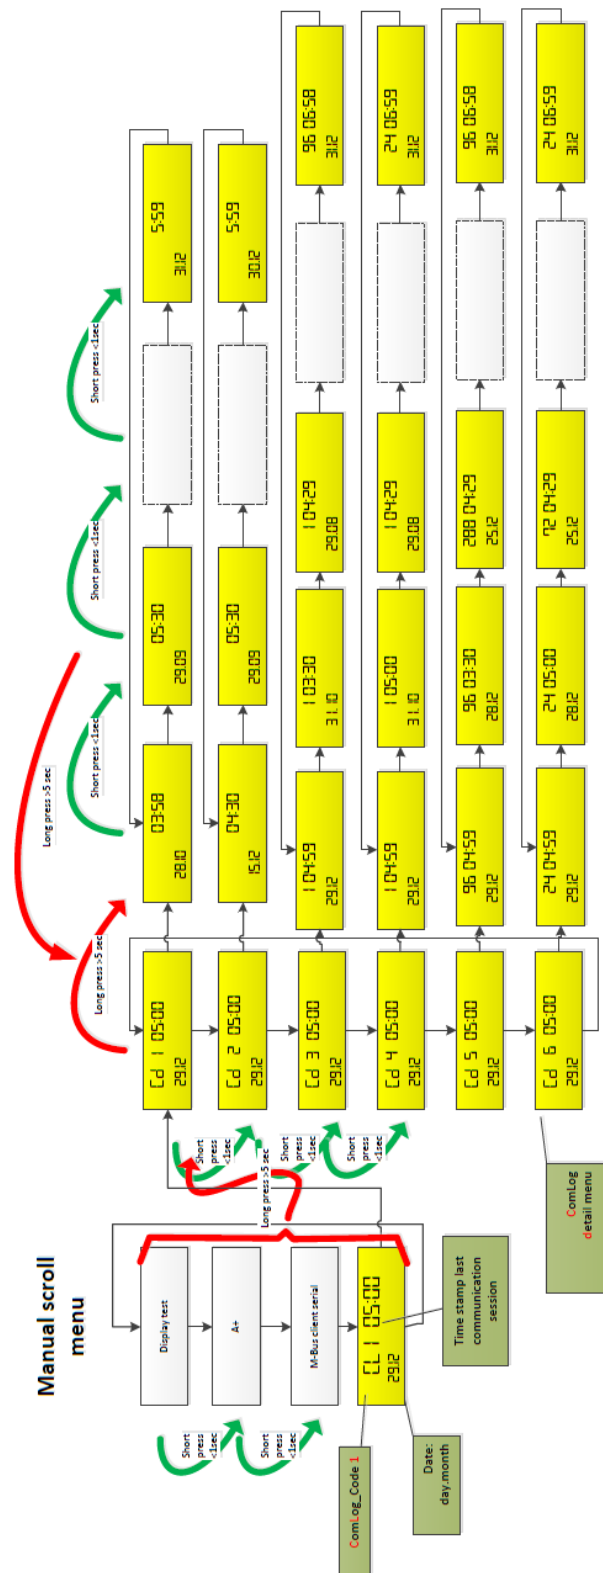 Manual scroll
menu
Display test
A+
M-Bus client serial
CL 1 05:00
29.12
Short
press
<1sec
Short
press
<1sec
ComLog_Code 1
Date:
day.month
Time stamp last
communication
session
Long press >5 sec
Short
press
<1sec
Short
press
<1sec
Short
press
<1sec
ComLog
detail menu
Long press >5 sec
Long press >5 sec
Short press <1sec
Short press <1sec
Short press <1sec
Cd 1 05:00
29.12
03:58
28.10
05:30
29.09
5:59
31.12
Cd 2 05:00
29.12
04:30
15.12
05:30
29.09
5:59
30.12
Cd 3 05:00
29.12
1 04:59
29.12
1 03:30
31.10
1 04:29
29.08
96 06:58
31.12
Cd 4 05:00
29.12
1 04:59
29.12
1 05:00
31.10
1 04:29
29.08
24 06:59
31.12
Cd 5 05:00
29.12
96 04:59
29.12
96 03:30
28.12
288 04:29
25.12
96 06:58
31.12
Cd 6 05:00
29.12
24 04:59
29.12
24 05:00
28.12
72 04:29
25.12
24 06:59
31.12